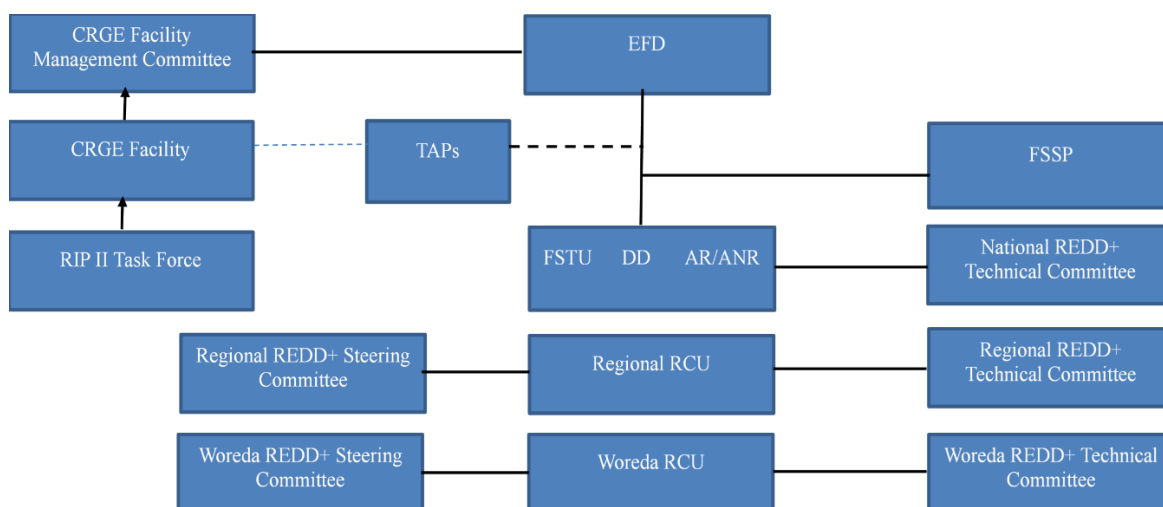 CRGE Facility
Management Committee
EFD
CRGE Facility
TAPs
FSSP
RIP II Task Force
FSTU DD AR/ANR
National REDD+
Technical Committee
Regional REDD+ Steering
Committee
Regional RCU
Regional REDD+
Technical Committee
Woreda REDD+ Steering
Committee
Woreda RCU
Woreda REDD+ Technical
Committee